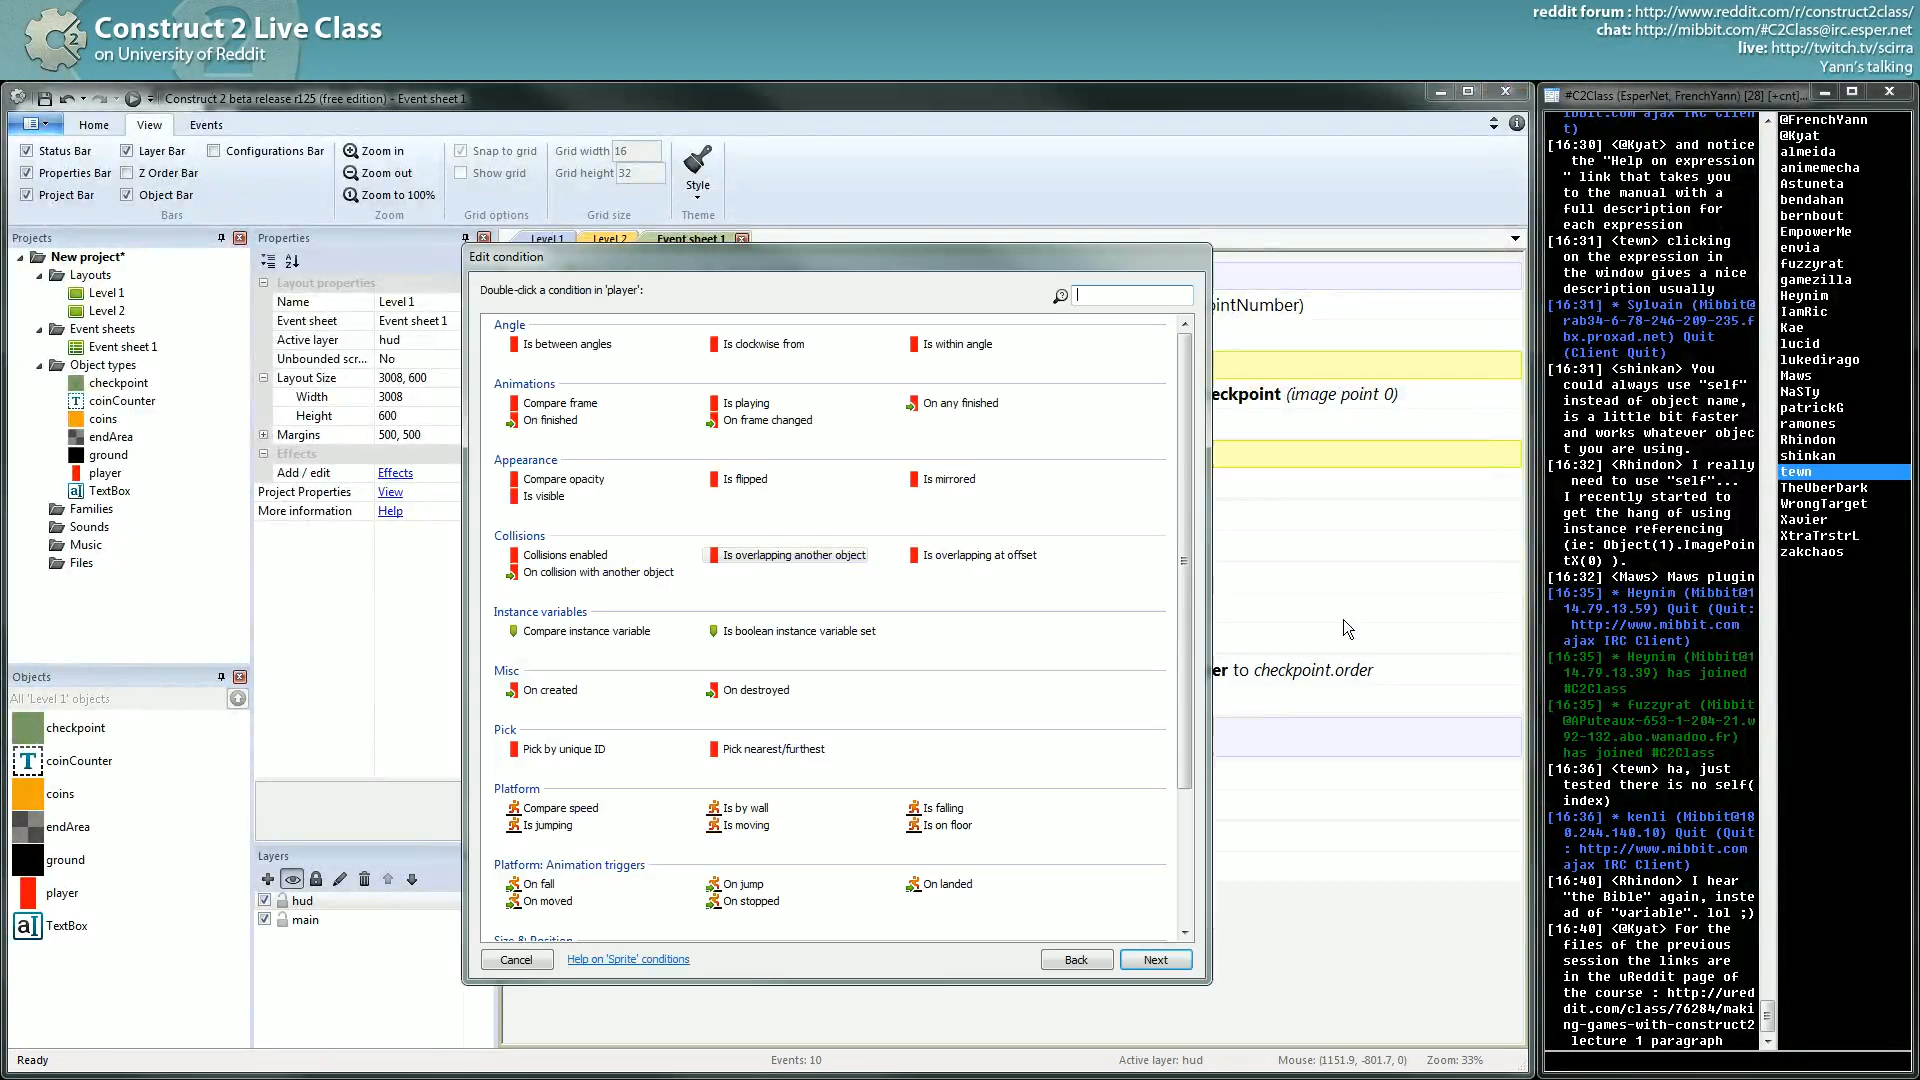 Construct 2 Live Class
on University of Reddit
reddit forum : http://www.reddit.com/r/construct2class/
chat: http://mibbit.com/#C2Class@irc.esper.net
live: http://twitch.tv/scirra
Yann's talking
Construct 2 beta release r125 (free edition) - Event sheet 1
Home View Events
Status Bar Layer Bar Configurations Bar
Properties Bar Z Order Bar
Project Bar Object Bar
Bars
Zoom in
Zoom out
Zoom to 100%
Zoom
Snap to grid
Show grid
Grid options
Grid width 16
Grid height 32
Grid size
Style
Theme
Projects
New project*
Layouts
Level 1
Level 2
Event sheets
Event sheet 1
Object types
checkpoint
coinCounter
coins
endArea
ground
player
TextBox
Families
Sounds
Music
Files
Properties
Layout properties
Name Level 1
Event sheet Event sheet 1
Active layer hud
Unbounded scr... No
Layout Size 3008, 600
Width 3008
Height 600
Margins 500, 500
Effects
Add / edit Effects
Project Properties View
More information Help
Objects
All 'Level 1' objects
checkpoint
coinCounter
coins
endArea
ground
player
TextBox
Layers
hud
main
Level 1 Level 2 Event sheet 1
Edit condition
Double-click a condition in 'player':
Angle
Is between angles Is clockwise from Is within angle
Animations
Compare frame Is playing On any finished
On finished On frame changed
Appearance
Compare opacity Is flipped Is mirrored
Is visible
Collisions
Collisions enabled Is overlapping another object Is overlapping at offset
On collision with another object
Instance variables
Compare instance variable Is boolean instance variable set
Misc
On created On destroyed
Pick
Pick by unique ID Pick nearest/furthest
Platform
Compare speed Is by wall Is falling
Is jumping Is moving Is on floor
Platform: Animation triggers
On fall On jump On landed
On moved On stopped
Size & Position
Cancel Help on 'Sprite' conditions Back Next
ointNumber)
eckpoint (image point 0)
er to checkpoint.order
Ready Events: 10 Active layer: hud Mouse: (1151.9, -801.7, 0) Zoom: 33%
#C2Class (EsperNet, FrenchYann) [28] [+cnt]...
ibbit.com ajax IRC Clien
t)
[16:30] <@Kyat> and notice
the "Help on expression
" link that takes you
to the manual with a
full description for
each expression
[16:31] <tewn> clicking
on the expression in
the window gives a nice
description usually
[16:31] * Sylvain (Mibbit@
rab34-6-78-246-209-235.f
bx.proxad.net) Quit
(Client Quit)
[16:31] <shinkan> You
could always use "self"
instead of object name,
is a little bit faster
and works whatever objec
t you are using.
[16:32] <Rhindon> I really
need to use "self"...
I recently started to
get the hang of using
instance referencing
(ie: Object(1).ImagePoin
tX(0) ).
[16:32] <Maws> Maws plugin
[16:35] * Heynim (Mibbit@1
14.79.13.59) Quit (Quit:
http://www.mibbit.com
ajax IRC Client)
[16:35] * Heynim (Mibbit@1
14.79.13.39) has joined
#C2Class
[16:35] * fuzzyrat (Mibbit
@APuteaux-653-1-204-21.w
92-132.abo.wanadoo.fr)
has joined #C2Class
[16:36] <tewn> ha, just
tested there is no self(
index)
[16:36] * kenli (Mibbit@18
0.244.140.10) Quit (Quit
: http://www.mibbit.com
ajax IRC Client)
[16:40] <Rhindon> I hear
"the Bible" again, inste
ad of "variable". lol ;)
[16:40] <@Kyat> For the
files of the previous
session the links are
in the uReddit page of
the course : http://ured
dit.com/class/76284/maki
ng-games-with-construct2
lecture 1 paragraph
@FrenchYann
@Kyat
almeida
animemecha
Astuneta
bendahan
bernbout
EmpowerMe
envia
fuzzyrat
gamezilla
Heynim
IamRic
Kae
lucid
lukedirago
Maws
NaSTy
patrickG
ramones
Rhindon
shinkan
tewn
TheUberDark
WrongTarget
Xavier
XtraTrstrL
zakchaos